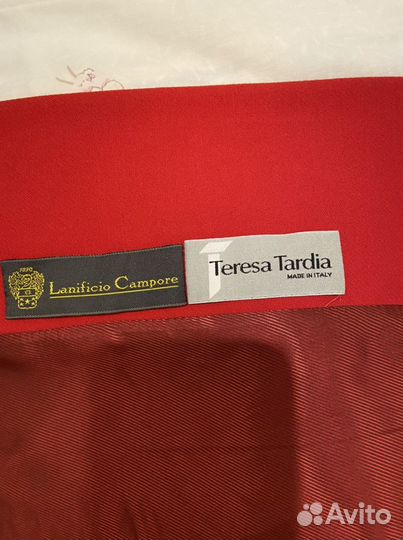 Lanificio Campore
Teresa Tardia
MADE IN ITALY
Avito